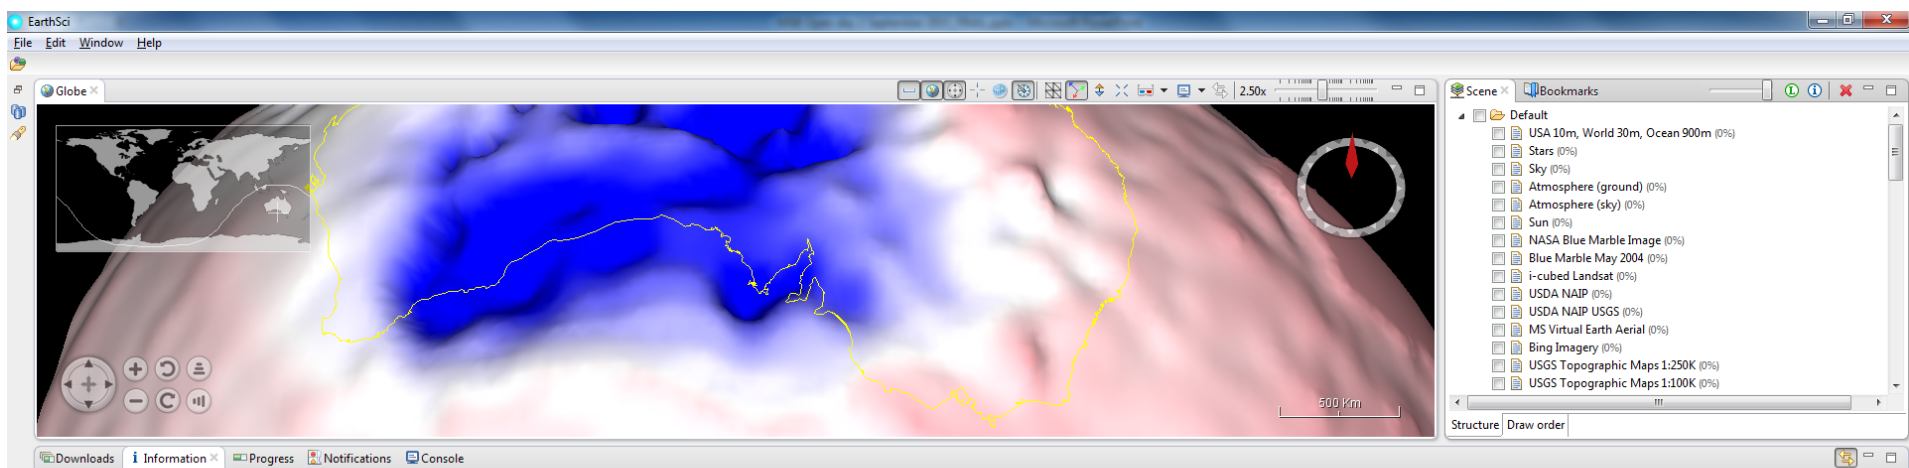 EarthSci
File Edit Window Help
Globe
2.50x
Scene Bookmarks
Default
USA 10m, World 30m, Ocean 900m (0%)
Stars (0%)
Sky (0%)
Atmosphere (ground) (0%)
Atmosphere (sky) (0%)
Sun (0%)
NASA Blue Marble Image (0%)
Blue Marble May 2004 (0%)
i-cubed Landsat (0%)
USDA NAIP (0%)
USDA NAIP USGS (0%)
MS Virtual Earth Aerial (0%)
Bing Imagery (0%)
USGS Topographic Maps 1:250K (0%)
USGS Topographic Maps 1:100K (0%)
500 Km
Structure Draw order
Downloads Information Progress Notifications Console